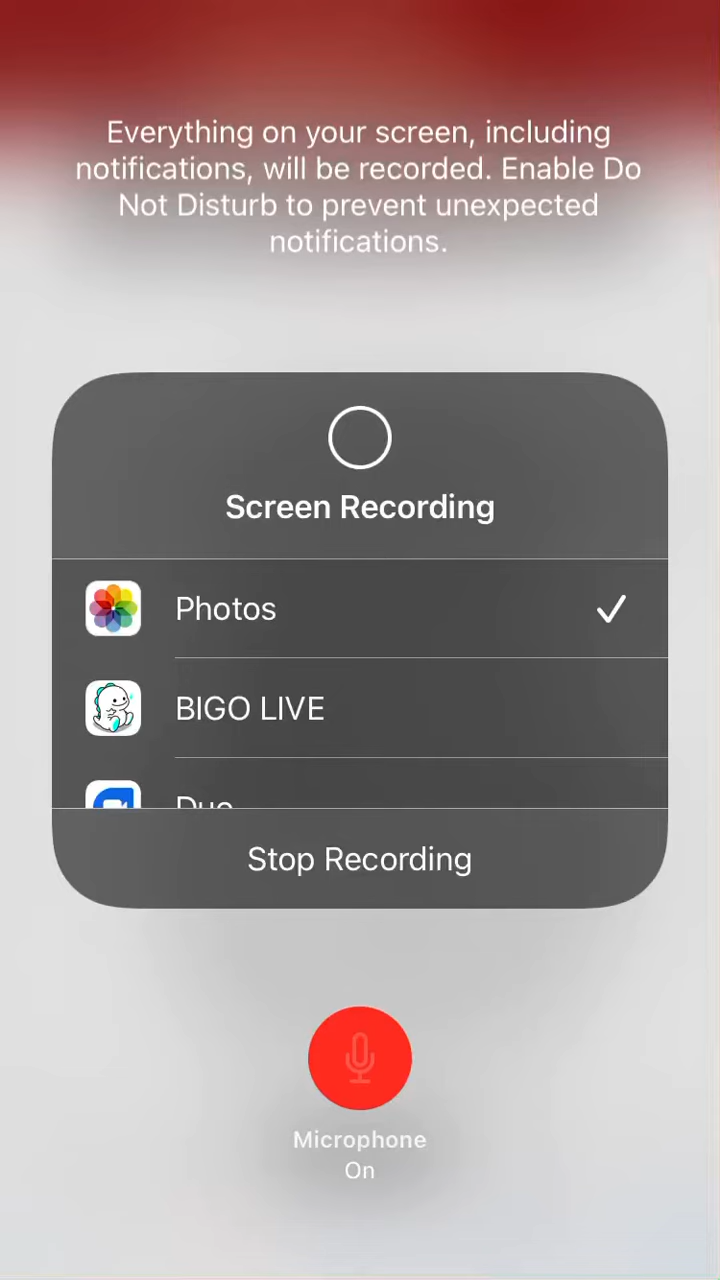 Everything on your screen, including
notifications, will be recorded. Enable Do
Not Disturb to prevent unexpected
notifications.
Screen Recording
Photos
BIGO LIVE
Duo
Stop Recording
Microphone
On